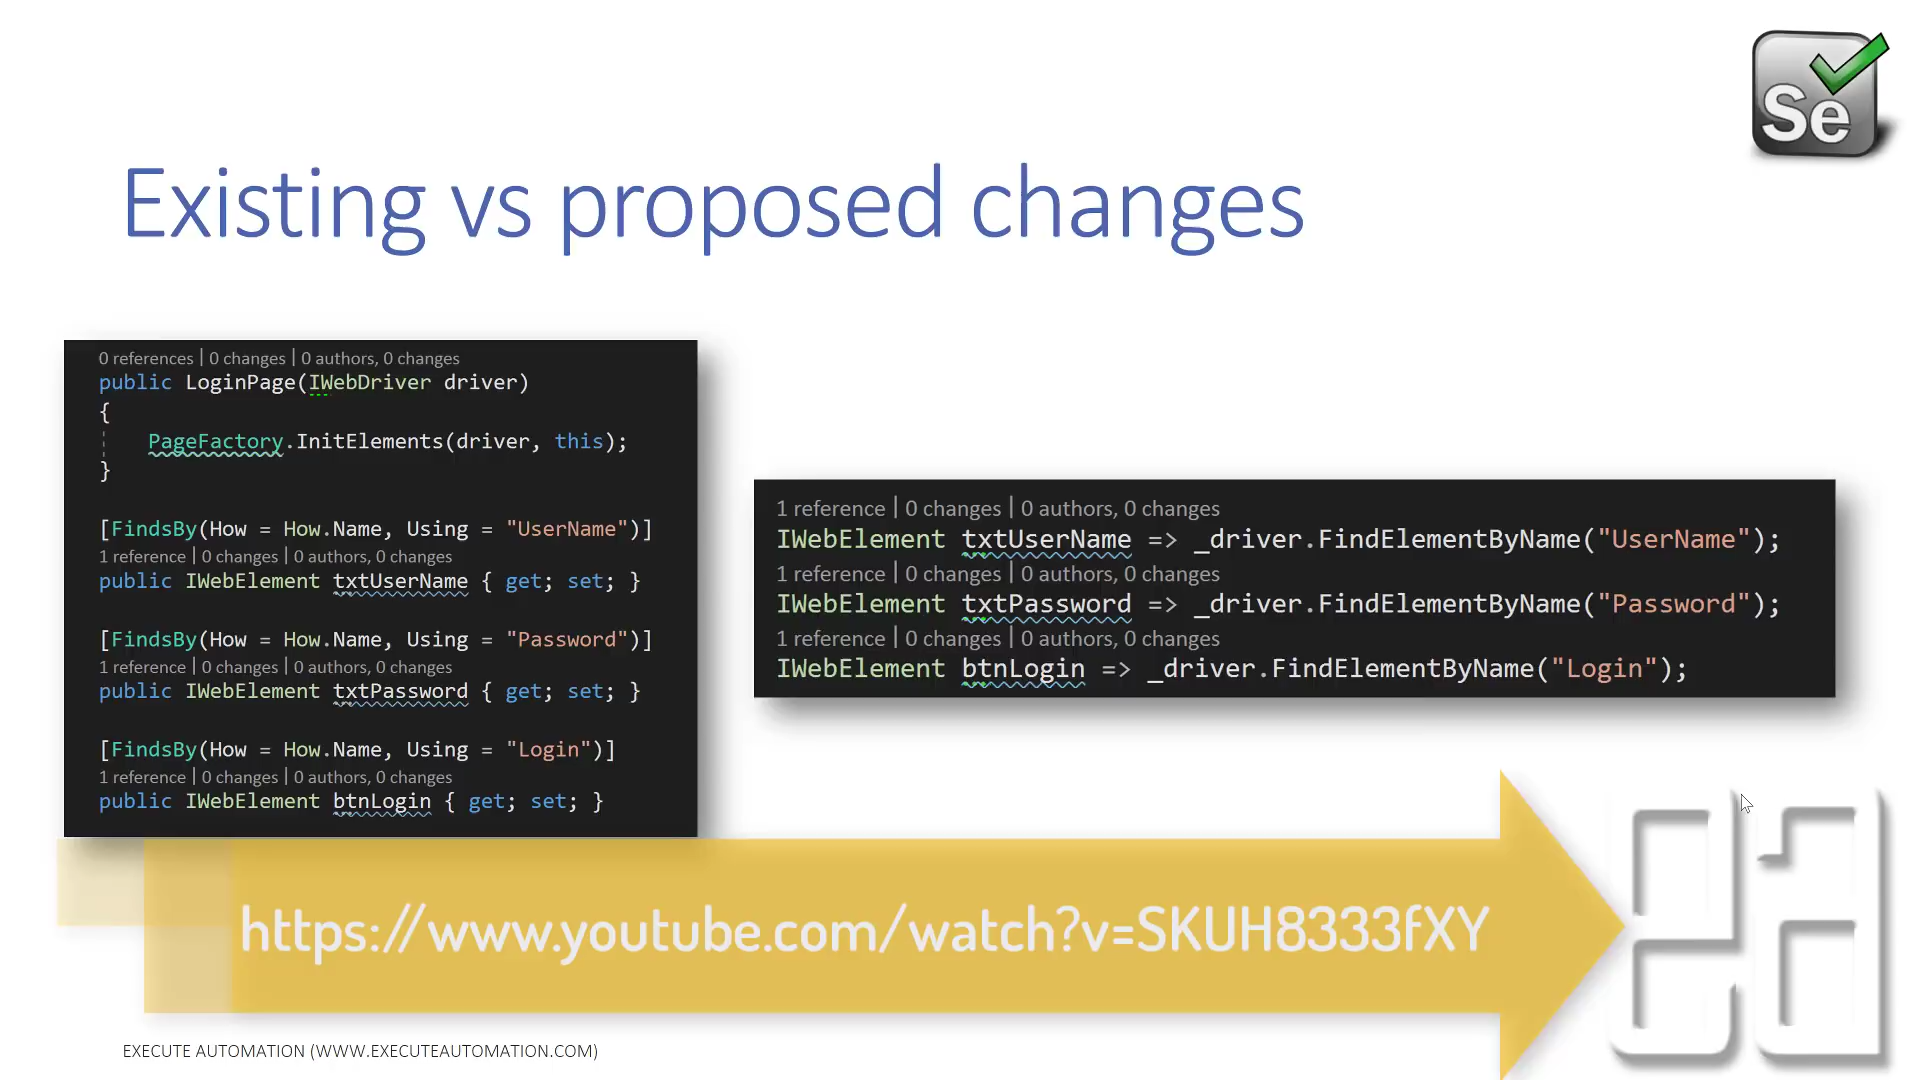 Se
Existing vs proposed changes
0 references | 0 changes | 0 authors, 0 changes
public LoginPage(IWebDriver driver)
{
PageFactory.InitElements(driver, this);
}
[FindsBy(How = How.Name, Using = "UserName")]
1 reference | 0 changes | 0 authors, 0 changes
public IWebElement txtUserName { get; set; }
[FindsBy(How = How.Name, Using = "Password")]
1 reference | 0 changes | 0 authors, 0 changes
public IWebElement txtPassword { get; set; }
[FindsBy(How = How.Name, Using = "Login")]
1 reference | 0 changes | 0 authors, 0 changes
public IWebElement btnLogin { get; set; }
1 reference | 0 changes | 0 authors, 0 changes
IWebElement txtUserName => _driver.FindElementByName("UserName");
1 reference | 0 changes | 0 authors, 0 changes
IWebElement txtPassword => _driver.FindElementByName("Password");
1 reference | 0 changes | 0 authors, 0 changes
IWebElement btnLogin => _driver.FindElementByName("Login");
https://www.youtube.com/watch?v=SKUH8333fXY
ea
EXECUTE AUTOMATION (WWW.EXECUTEAUTOMATION.COM)